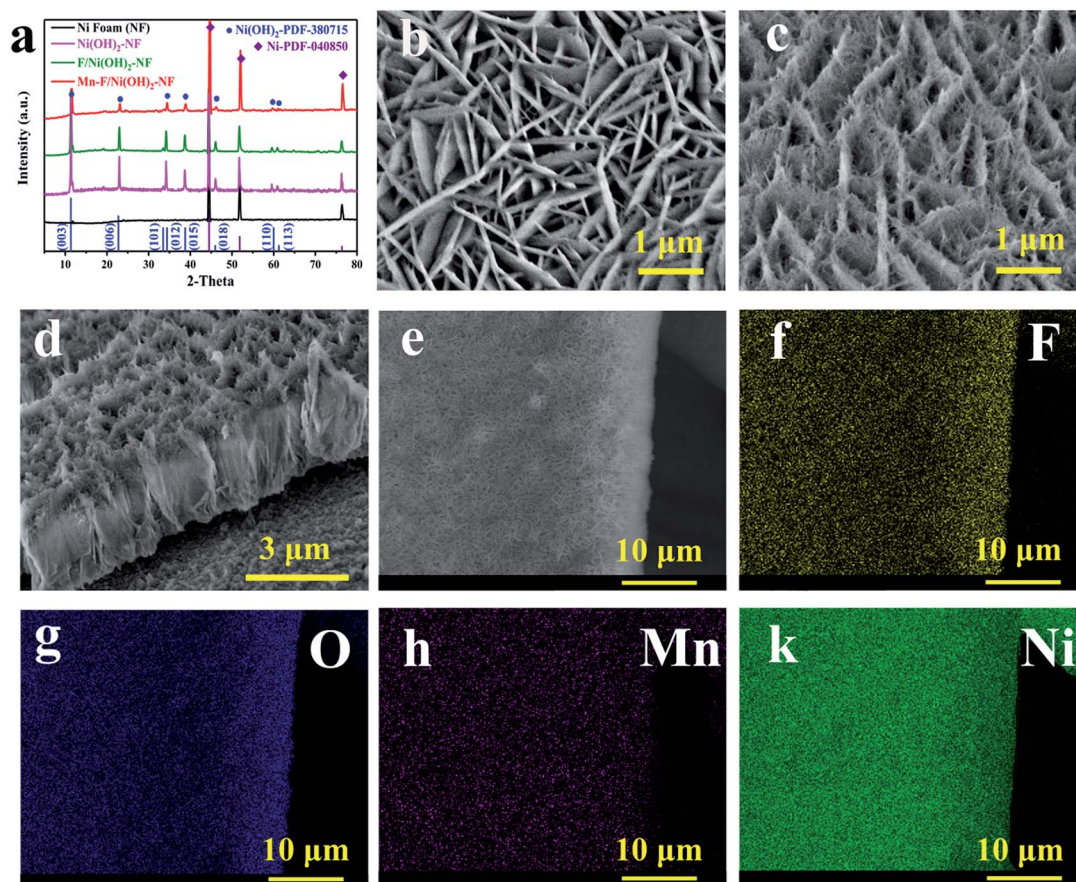 a
Ni Foam (NF)
Ni(OH)₂-NF
F/Ni(OH)₂-NF
Mn-F/Ni(OH)₂-NF
Ni(OH)₂-PDF-380715
Ni-PDF-040850
Intensity (a.u.)
(003)
(006)
(101)
(012)
(015)
(018)
(110)
(113)
10 20 30 40 50 60 70 80
2-Theta
b
1 μm
c
1 μm
d
3 μm
e
10 μm
f
F
10 μm
g
O
10 μm
h
Mn
10 μm
k
Ni
10 μm